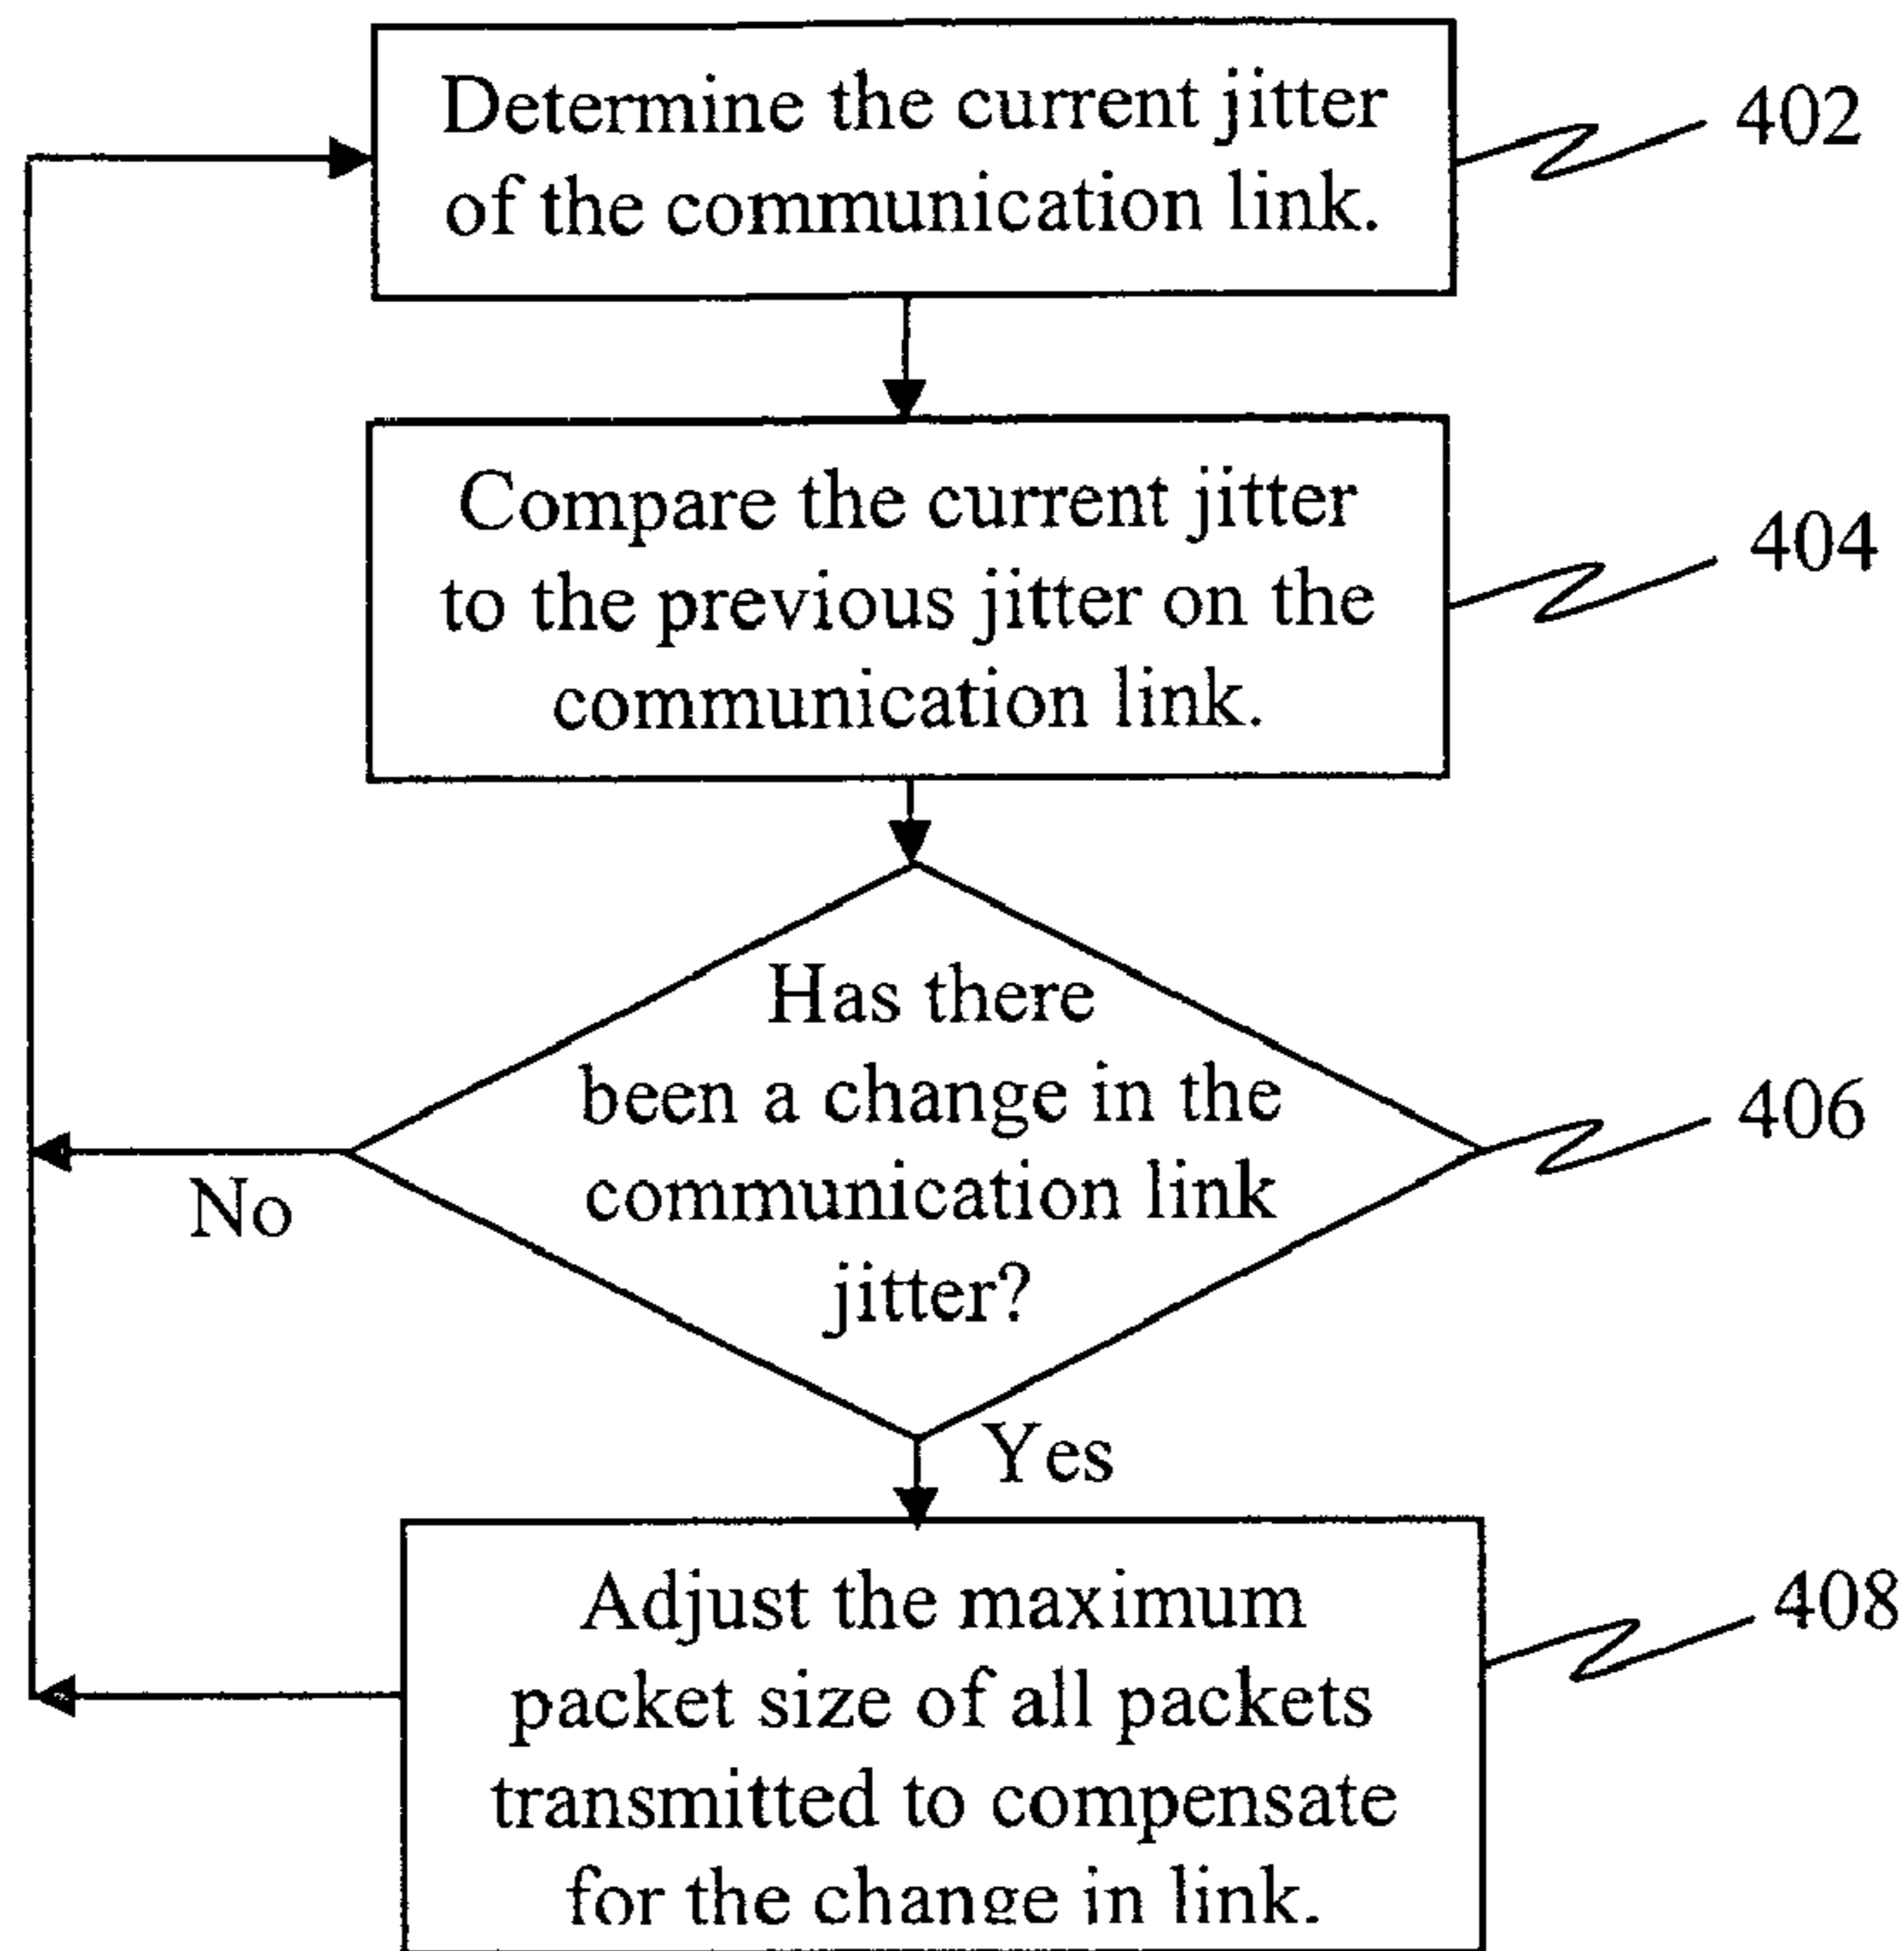 Determine the current jitter
of the communication link.
402
Compare the current jitter
to the previous jitter on the
communication link.
404
Has there
been a change in the
communication link
jitter?
406
No
Yes
Adjust the maximum
packet size of all packets
transmitted to compensate
for the change in link.
408